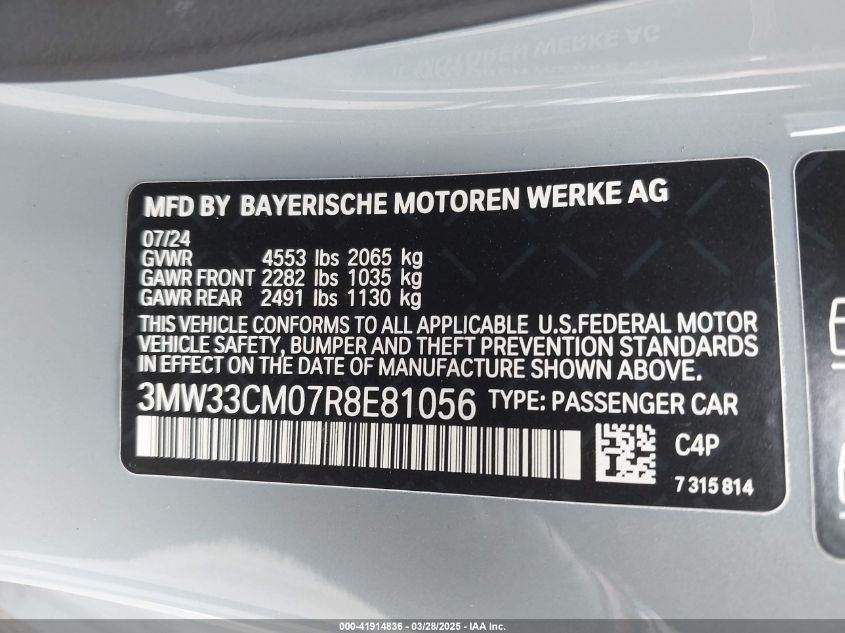 MFD BY BAYERISCHE MOTOREN WERKE AG
07/24
GVWR 4553 lbs 2065 kg
GAWR FRONT 2282 lbs 1035 kg
GAWR REAR 2491 lbs 1130 kg
THIS VEHICLE CONFORMS TO ALL APPLICABLE U.S.FEDERAL MOTOR
VEHICLE SAFETY, BUMPER AND THEFT PREVENTION STANDARDS
IN EFFECT ON THE DATE OF MANUFACTURE SHOWN ABOVE.
3MW33CM07R8E81056 TYPE: PASSENGER CAR
C4P
7 315 814
000-41914836 - 03/28/2025 - IAA Inc.